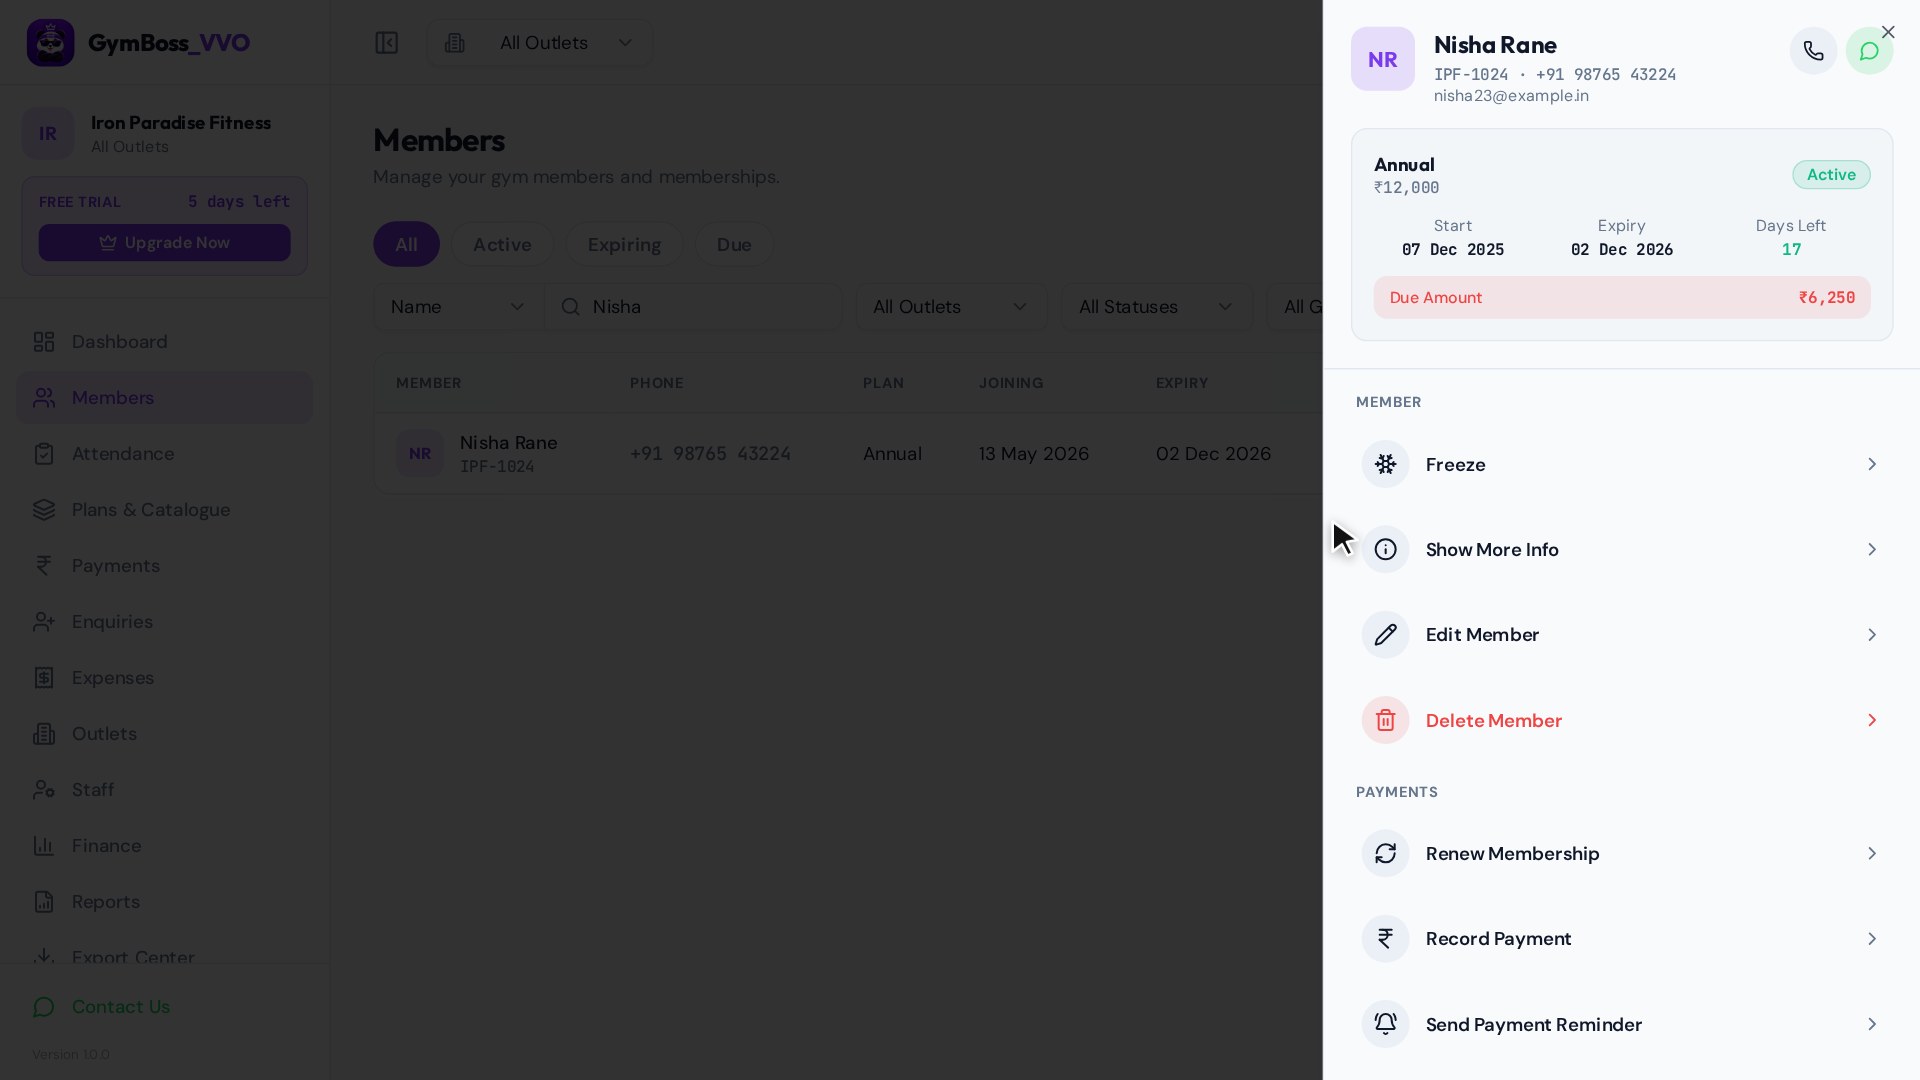 GymBoss_VVO
IR
Iron Paradise Fitness
All Outlets
FREE TRIAL
5 days left
Upgrade Now
Dashboard
Members
Attendance
Plans & Catalogue
Payments
Enquiries
Expenses
Outlets
Staff
Finance
Reports
Export Center
Contact Us
Version 1.0.0
All Outlets
Members
Manage your gym members and memberships.
All
Active
Expiring
Due
Name
Nisha
All Outlets
All Statuses
All G
MEMBER
PHONE
PLAN
JOINING
EXPIRY
NR
Nisha Rane
IPF-1024
+91 98765 43224
Annual
13 May 2026
02 Dec 2026
NR
Nisha Rane
IPF-1024 · +91 98765 43224
nisha23@example.in
Annual
₹12,000
Active
Start
Expiry
Days Left
07 Dec 2025
02 Dec 2026
17
Due Amount
₹6,250
MEMBER
Freeze
Show More Info
Edit Member
Delete Member
PAYMENTS
Renew Membership
Record Payment
Send Payment Reminder